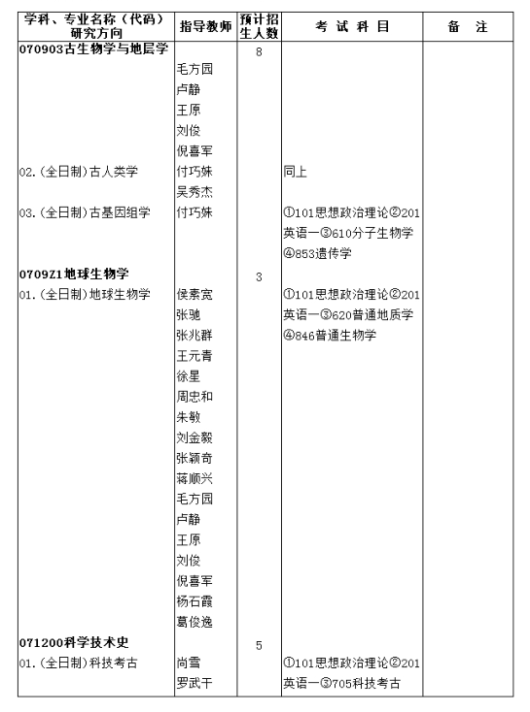 学科、专业名称（代码） 指导教师 预计招 考 试 科 目 备 注
研究方向 生人数
070903古生物学与地层学 8
毛方园
卢静
王原
刘俊
倪喜军
02.(全日制)古人类学 付巧妹 同上
吴秀杰
03.(全日制)古基因组学 付巧妹 ①101思想政治理论②201
英语一③610分子生物学
④853遗传学
0709Z1地球生物学 3
01.(全日制)地球生物学 侯素宽 ①101思想政治理论②201
张驰 英语一③620普通地质学
张兆群 ④846普通生物学
王元青
徐星
周忠和
朱敏
刘金毅
张颖奇
蒋顺兴
毛方园
卢静
王原
刘俊
倪喜军
杨石霞
葛俊逸
071200科学技术史 5
01.(全日制)科技考古 尚雪 ①101思想政治理论②201
罗武干 英语一③705科技考古